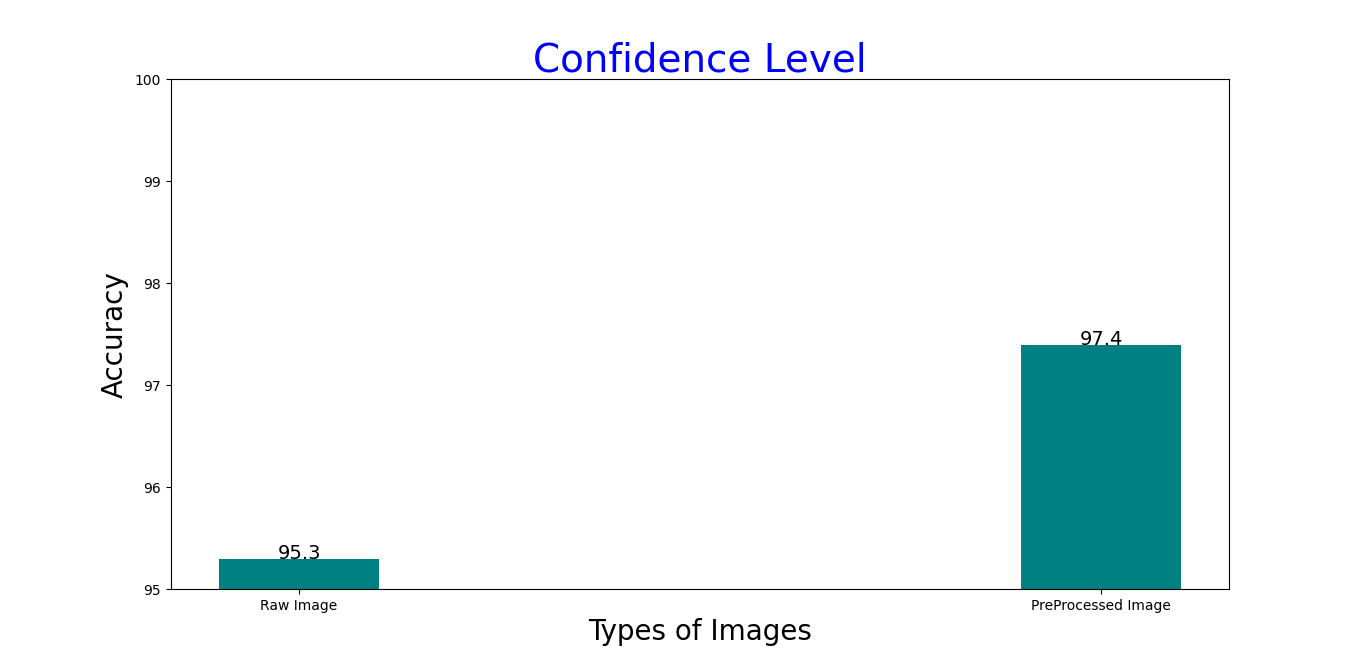 Confidence Level
100
99
98
97
96
95
Accuracy
95.3
97.4
Raw Image
PreProcessed Image
Types of Images